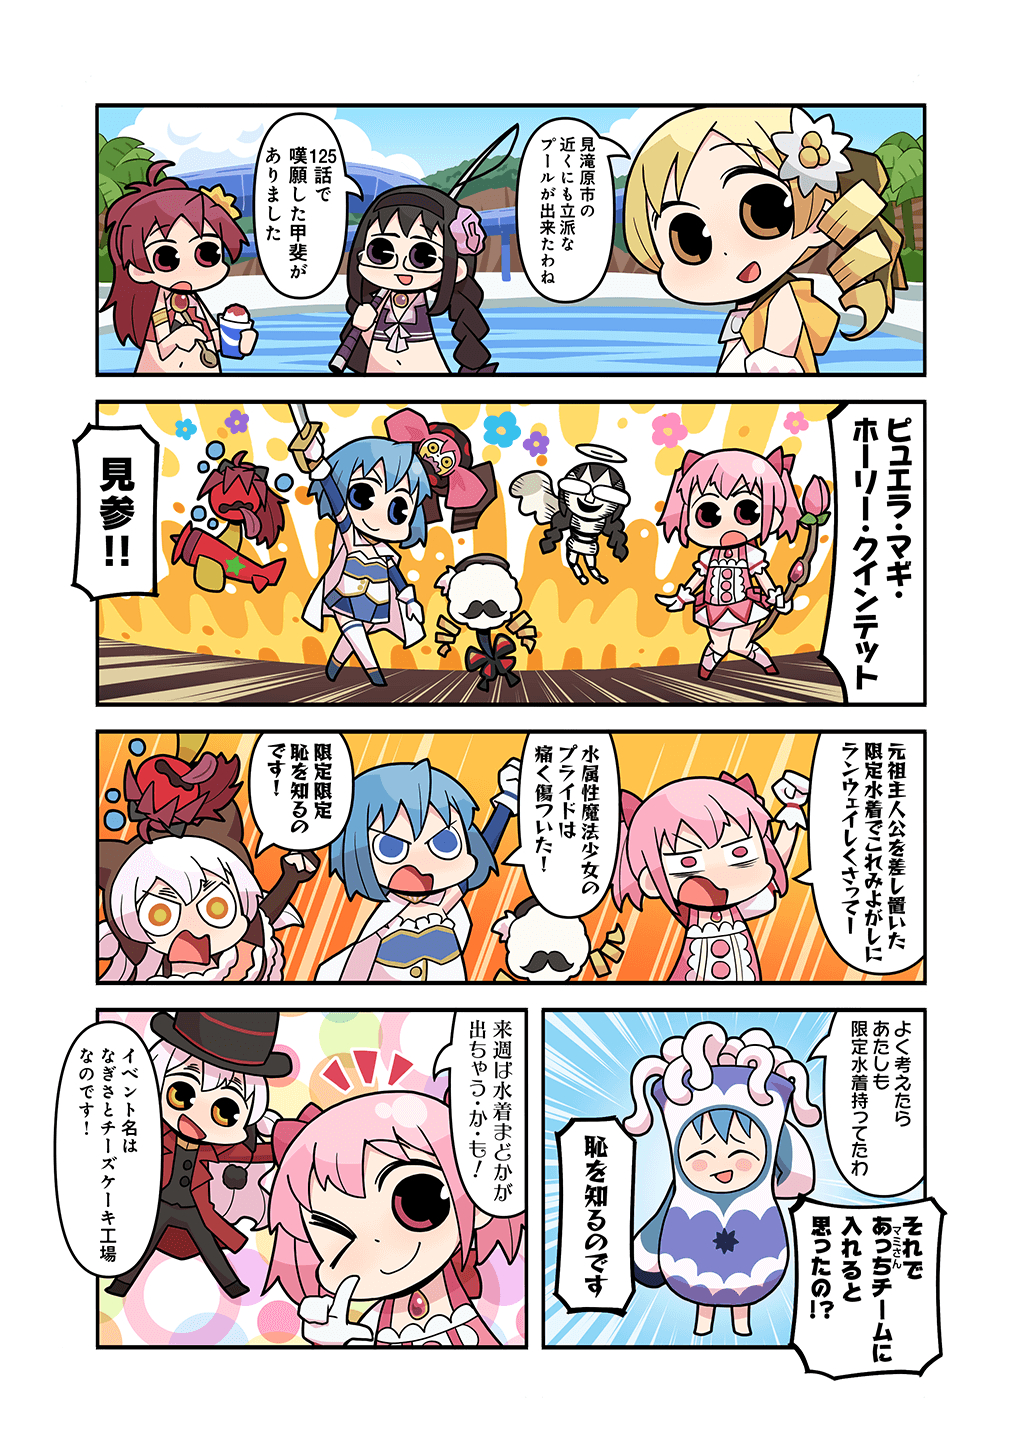 見滝原市の
近くにも立派な
プールが出来たわね
125話で
嘆願した甲斐が
ありました
ピュエラ・マギ・
ホーリー・クインテット
見参!!
元祖主人公を差し置いた
限定水着でこれみよがしに
ランウェイしくさってー
水属性魔法少女の
プライドは
痛く傷ついた!
限定限定
恥を知るの
です!
よく考えたら
あたしも
限定水着持ってたわ
それで
あっちチームに
マミさん
入れると
思ったの!?
恥を知るのです
来週は水着まどかが
出ちゃう・か・も!
イベント名は
なぎさとチーズケーキ工場
なのです!